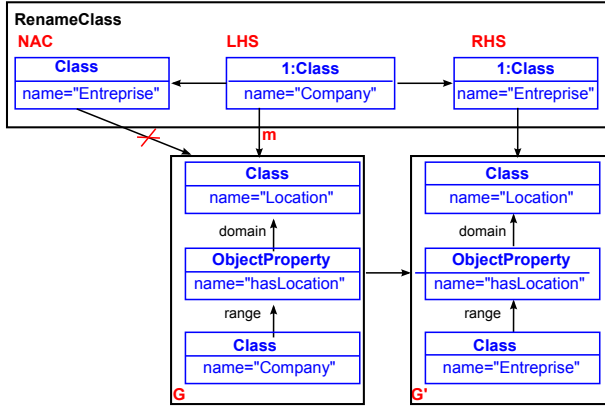 RenameClass
NAC
LHS
RHS
Class
name="Entreprise"
1:Class
name="Company"
1:Class
name="Entreprise"
m
Class
name="Location"
domain
ObjectProperty
name="hasLocation"
range
Class
name="Company"
G
Class
name="Location"
domain
ObjectProperty
name="hasLocation"
range
Class
name="Entreprise"
G'